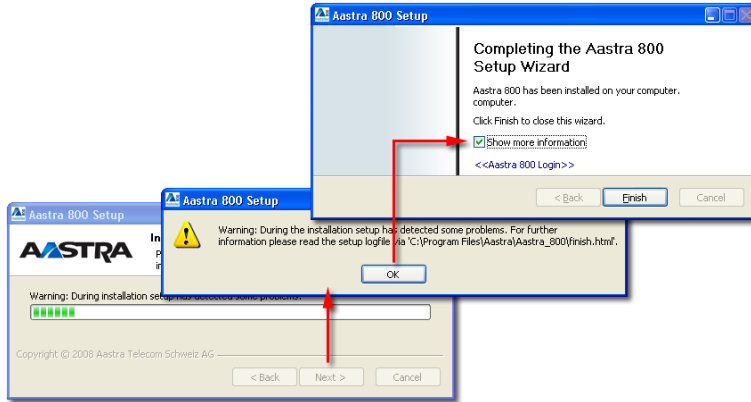 Aastra 800 Setup
Completing the Aastra 800
Setup Wizard
Aastra 800 has been installed on your computer.
computer.
Click Finish to close this wizard.
Show more information
<<Aastra 800 Login>>
< Back
Finish
Cancel
Aastra 800 Setup
Warning: During the installation setup has detected some problems. For further
information please read the setup logfile via 'C:\Program Files\Aastra\Aastra_800\finish.html'.
OK
Aastra 800 Setup
AASTRA
In
P
in
Warning: During installation setup has detected some problems.
Copyright © 2008 Aastra Telecom Schweiz AG
< Back
Next >
Cancel